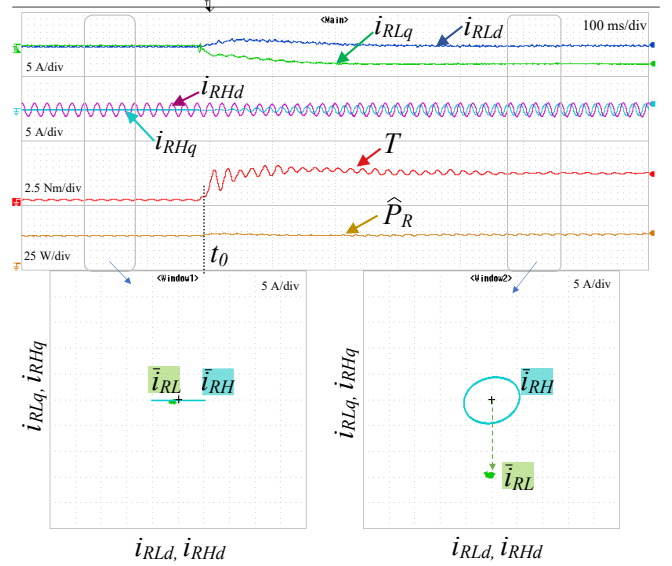 <Main>
100 ms/div
i_RLq
i_RLd
5 A/div
i_RHd
5 A/div
i_RHq
T
2.5 Nm/div
P̂_R
25 W/div
t_0
<Window1>
5 A/div
i_RLq, i_RHq
ī_RL
ī_RH
i_RLd, i_RHd
<Window2>
5 A/div
i_RLq, i_RHq
ī_RH
ī_RL
i_RLd, i_RHd